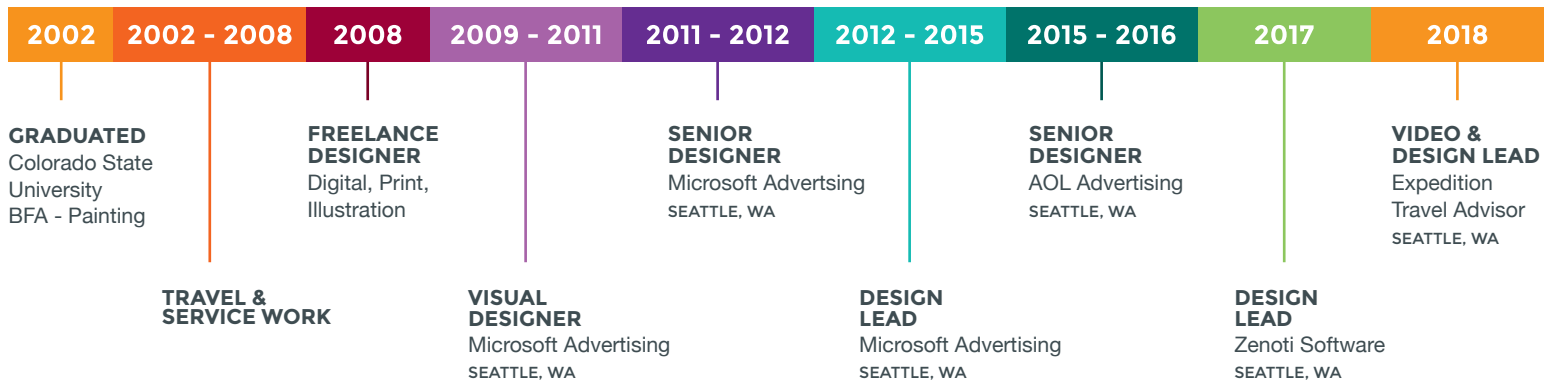 2002
2002 - 2008
2008
2009 - 2011
2011 - 2012
2012 - 2015
2015 - 2016
2017
2018
GRADUATED
Colorado State
University
BFA - Painting
TRAVEL &
SERVICE WORK
FREELANCE
DESIGNER
Digital, Print,
Illustration
VISUAL
DESIGNER
Microsoft Advertising
SEATTLE, WA
SENIOR
DESIGNER
Microsoft Advertsing
SEATTLE, WA
DESIGN
LEAD
Microsoft Advertising
SEATTLE, WA
SENIOR
DESIGNER
AOL Advertising
SEATTLE, WA
DESIGN
LEAD
Zenoti Software
SEATTLE, WA
VIDEO &
DESIGN LEAD
Expedition
Travel Advisor
SEATTLE, WA